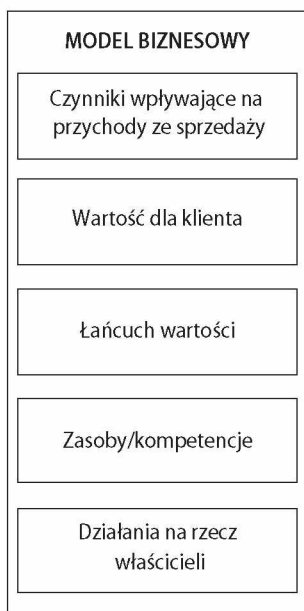 MODEL BIZNESOWY
Czynniki wpływające na
przychody ze sprzedaży
Wartość dla klienta
Łańcuch wartości
Zasoby/kompetencje
Działania na rzecz
właścicieli